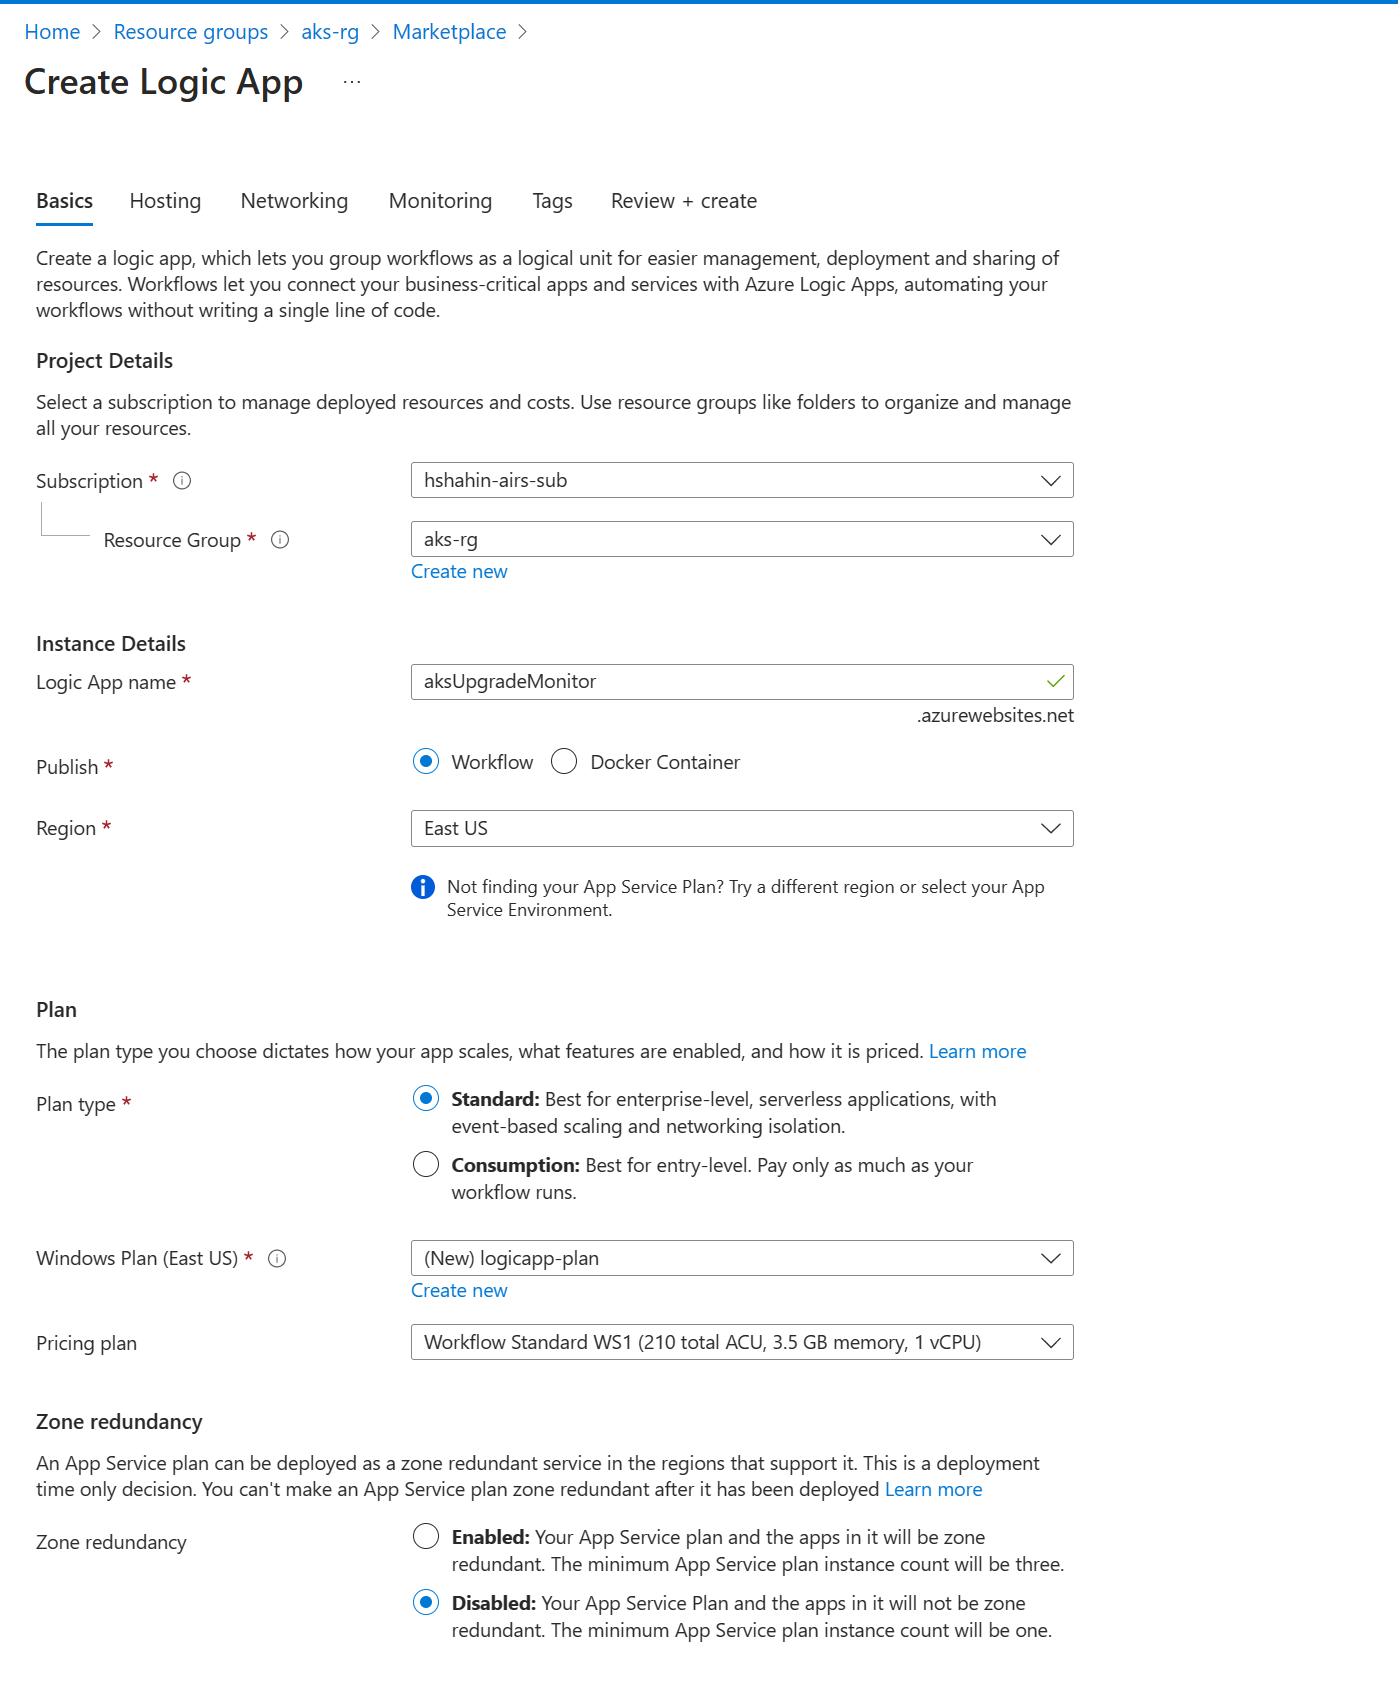 Home > Resource groups > aks-rg > Marketplace >
Create Logic App ...
Basics Hosting Networking Monitoring Tags Review + create
Create a logic app, which lets you group workflows as a logical unit for easier management, deployment and sharing of
resources. Workflows let you connect your business-critical apps and services with Azure Logic Apps, automating your
workflows without writing a single line of code.
Project Details
Select a subscription to manage deployed resources and costs. Use resource groups like folders to organize and manage
all your resources.
Subscription * hshahin-airs-sub
Resource Group * aks-rg
Create new
Instance Details
Logic App name * aksUpgradeMonitor
.azurewebsites.net
Publish * Workflow Docker Container
Region * East US
Not finding your App Service Plan? Try a different region or select your App
Service Environment.
Plan
The plan type you choose dictates how your app scales, what features are enabled, and how it is priced. Learn more
Plan type * Standard: Best for enterprise-level, serverless applications, with
event-based scaling and networking isolation.
Consumption: Best for entry-level. Pay only as much as your
workflow runs.
Windows Plan (East US) * (New) logicapp-plan
Create new
Pricing plan Workflow Standard WS1 (210 total ACU, 3.5 GB memory, 1 vCPU)
Zone redundancy
An App Service plan can be deployed as a zone redundant service in the regions that support it. This is a deployment
time only decision. You can't make an App Service plan zone redundant after it has been deployed Learn more
Zone redundancy Enabled: Your App Service plan and the apps in it will be zone
redundant. The minimum App Service plan instance count will be three.
Disabled: Your App Service Plan and the apps in it will not be zone
redundant. The minimum App Service plan instance count will be one.